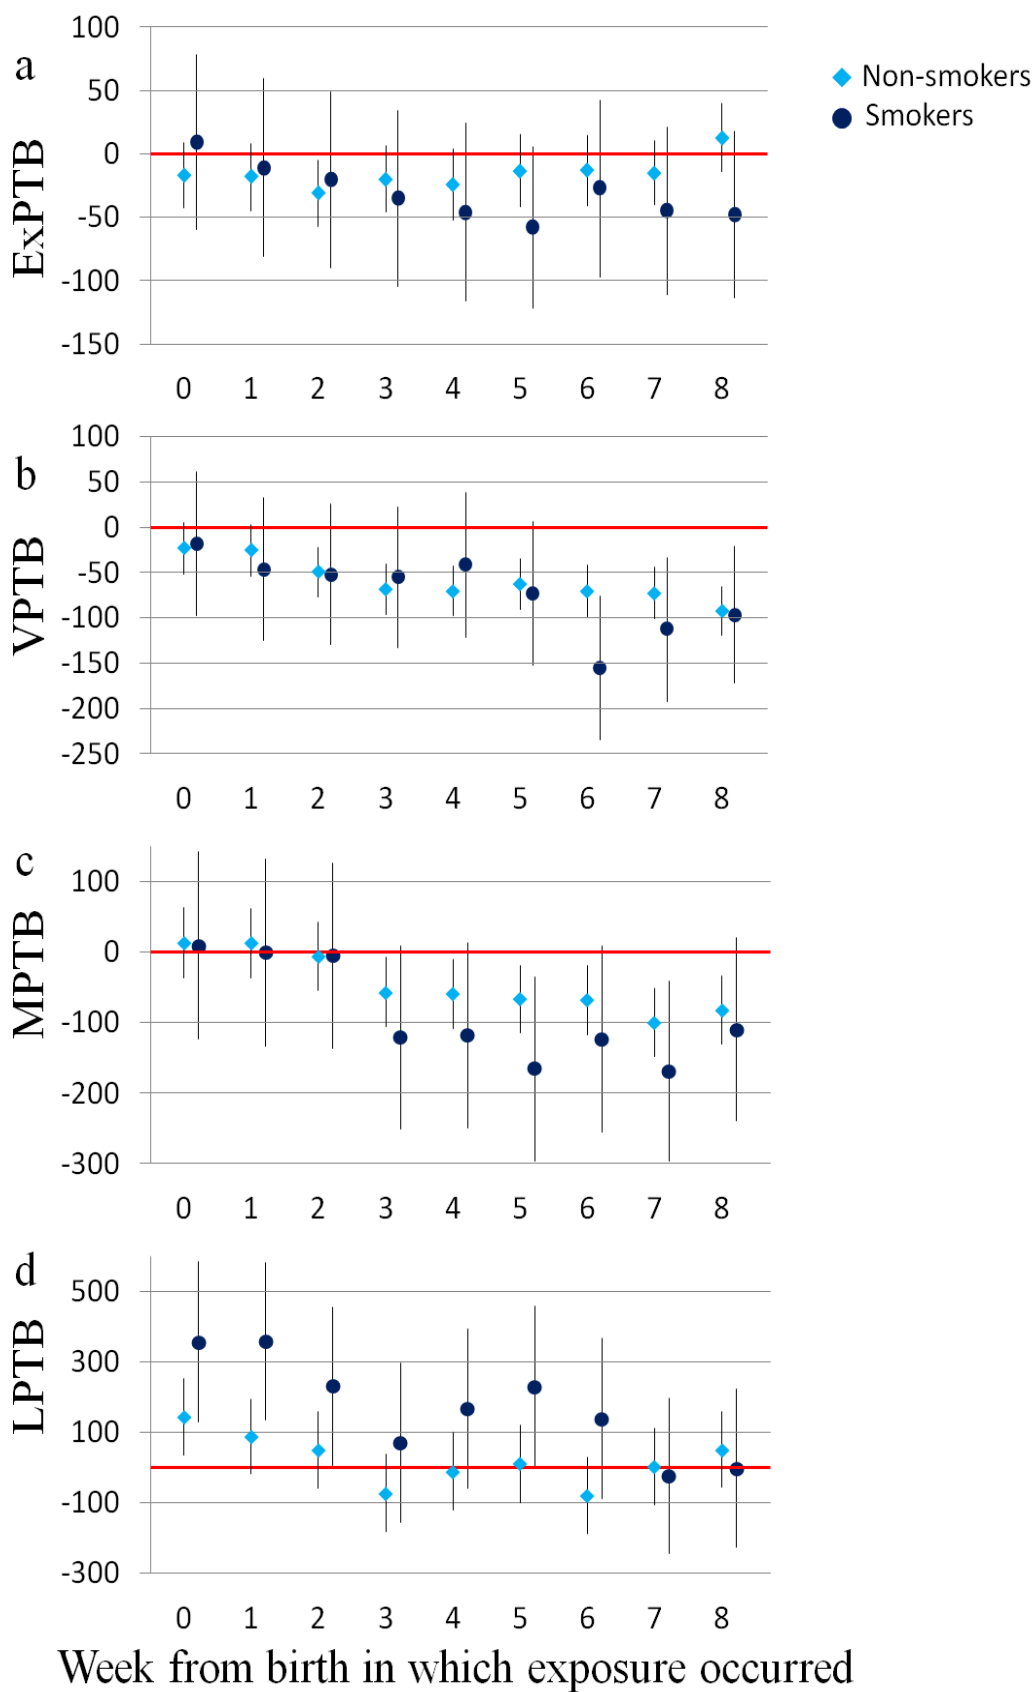 a
ExPTB
100
50
0
-50
-100
-150
0 1 2 3 4 5 6 7 8
Non-smokers
Smokers
b
VPTB
100
50
0
-50
-100
-150
-200
-250
0 1 2 3 4 5 6 7 8
c
MPTB
100
0
-100
-200
-300
0 1 2 3 4 5 6 7 8
d
LPTB
500
300
100
-100
-300
0 1 2 3 4 5 6 7 8
Week from birth in which exposure occurred